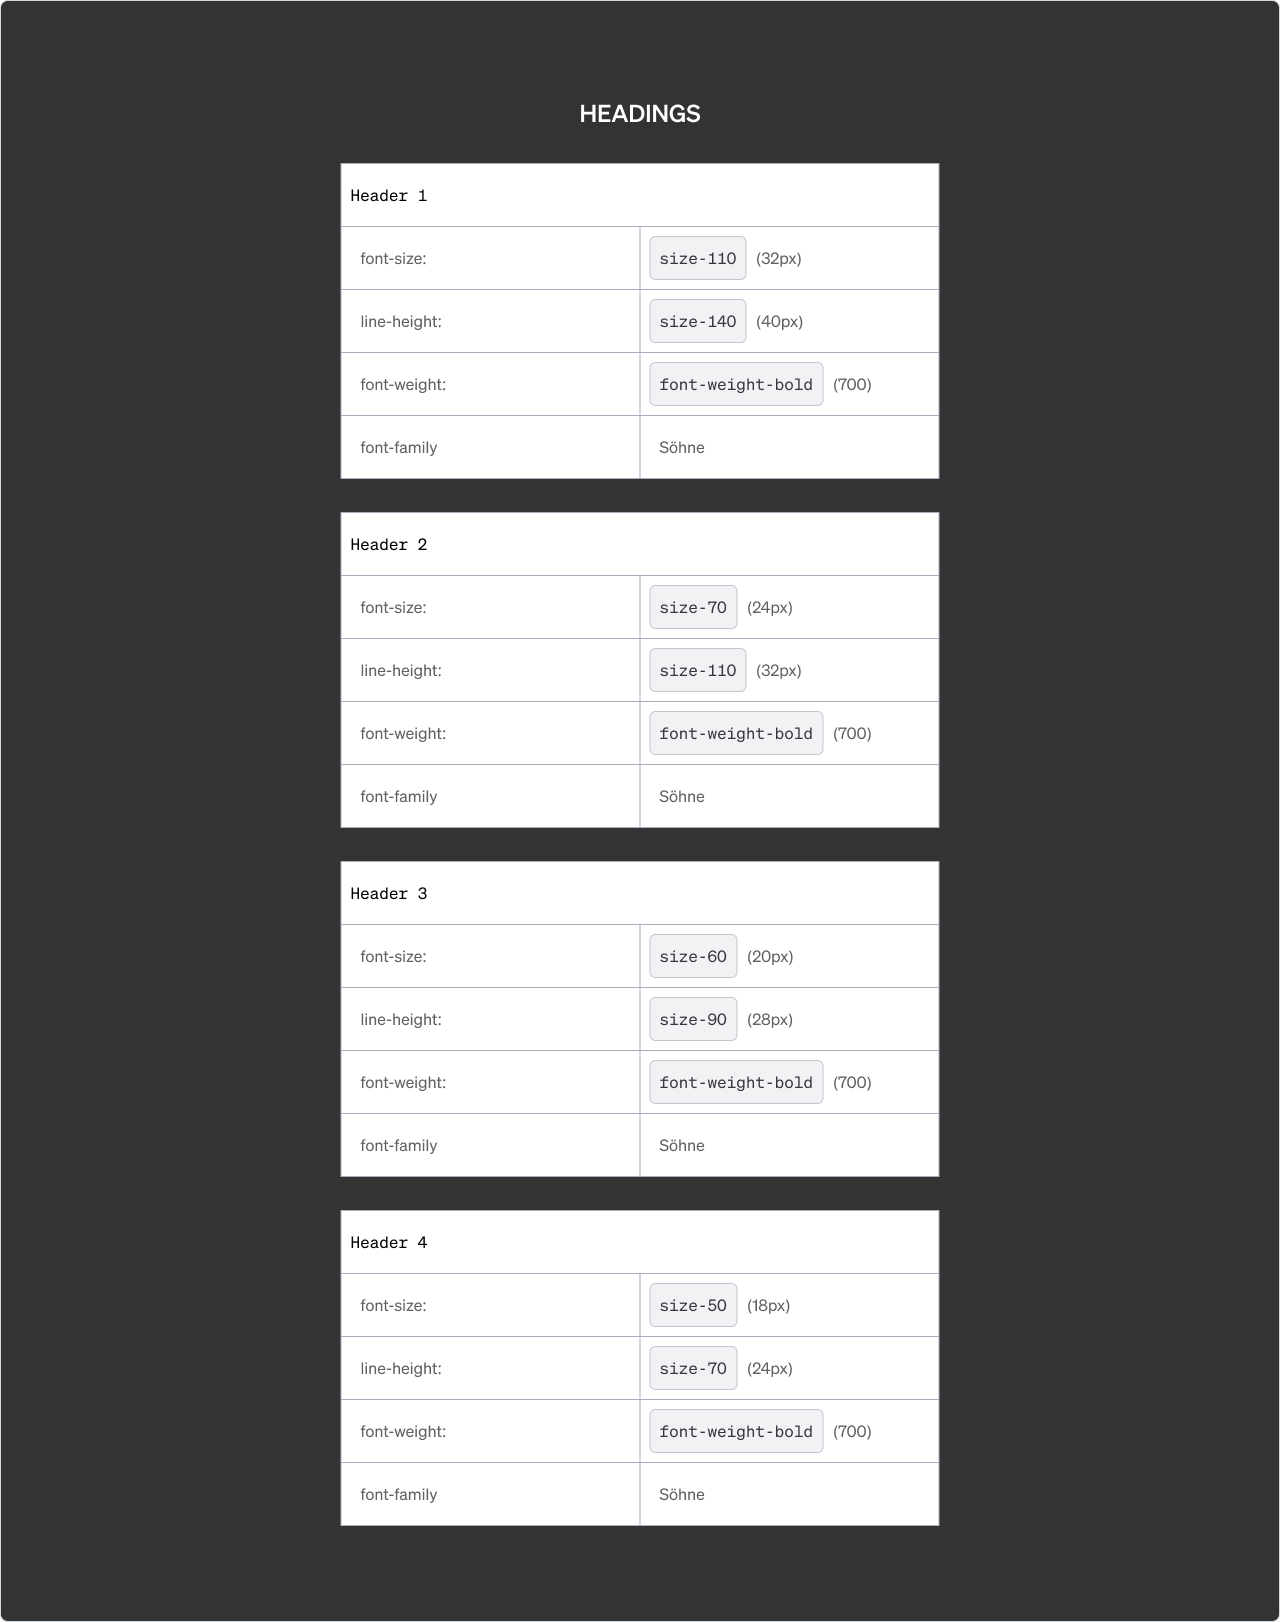 HEADINGS
Header 1
font-size: size-110 (32px)
line-height: size-140 (40px)
font-weight: font-weight-bold (700)
font-family Söhne
Header 2
font-size: size-70 (24px)
line-height: size-110 (32px)
font-weight: font-weight-bold (700)
font-family Söhne
Header 3
font-size: size-60 (20px)
line-height: size-90 (28px)
font-weight: font-weight-bold (700)
font-family Söhne
Header 4
font-size: size-50 (18px)
line-height: size-70 (24px)
font-weight: font-weight-bold (700)
font-family Söhne